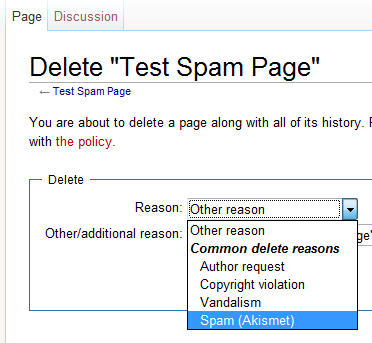 Page Discussion
Delete "Test Spam Page"
← Test Spam Page
You are about to delete a page along with all of its history.
with the policy.
Delete
Reason: Other reason
Other/additional reason:
Other reason
Common delete reasons
Author request
Copyright violation
Vandalism
Spam (Akismet)